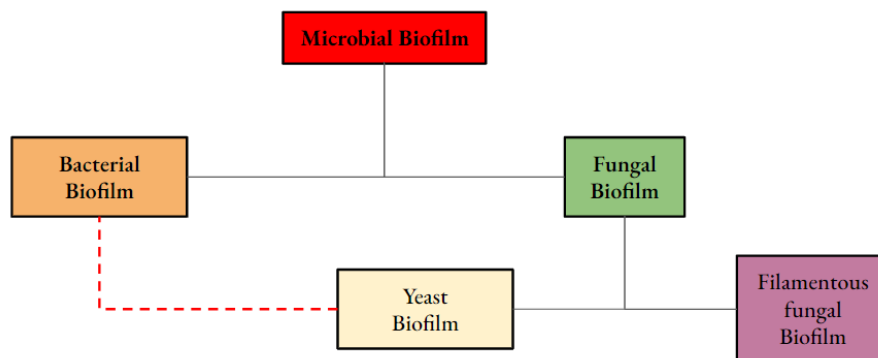 Microbial Biofilm
Bacterial
Biofilm
Fungal
Biofilm
Yeast
Biofilm
Filamentous
fungal
Biofilm